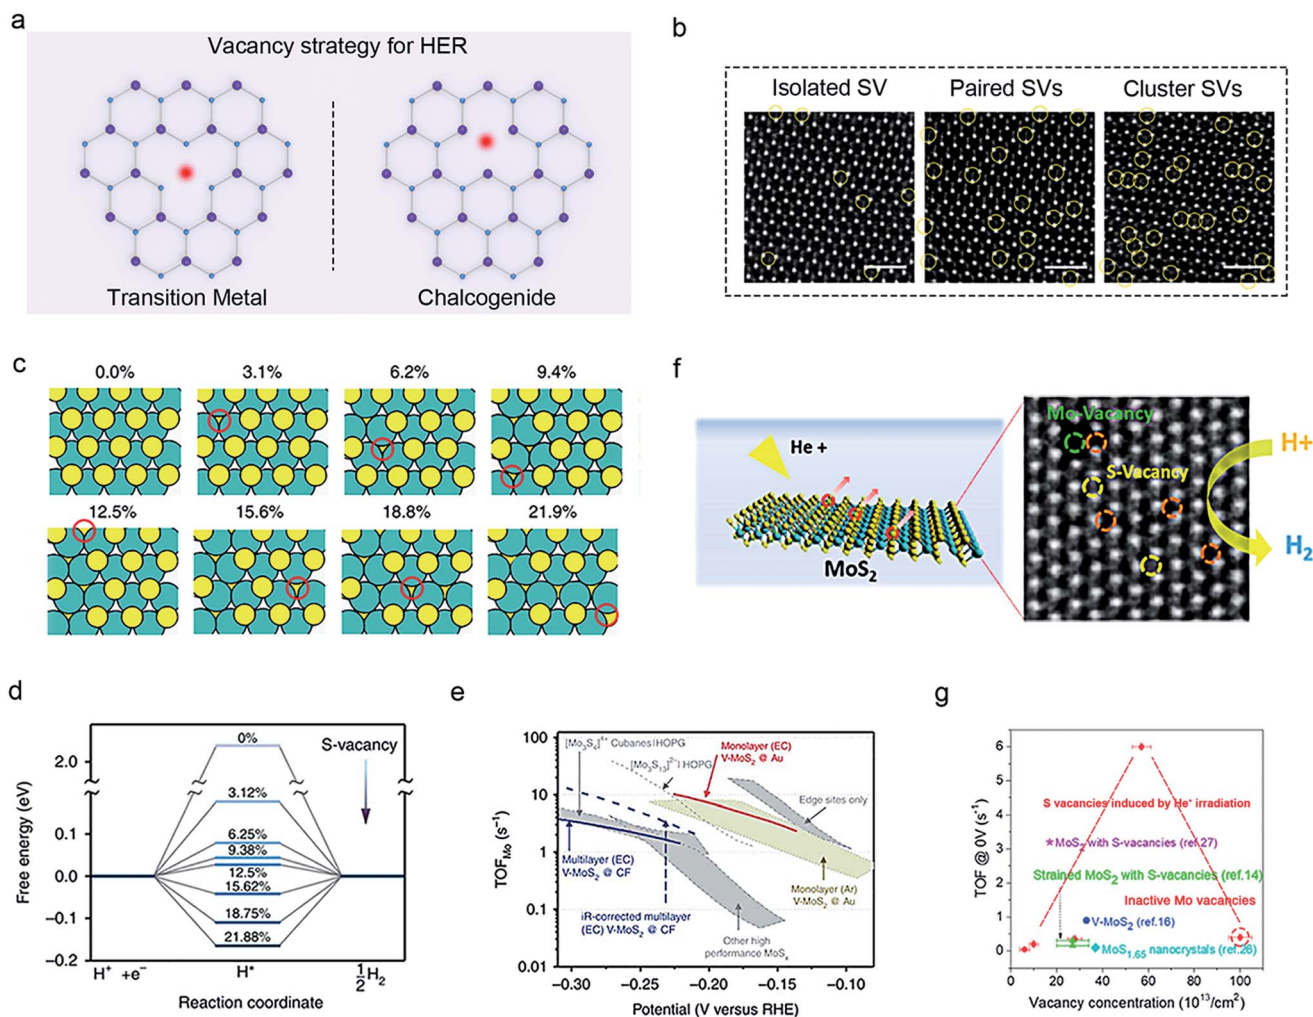 a
Vacancy strategy for HER
Transition Metal
Chalcogenide
b
Isolated SV
Paired SVs
Cluster SVs
c
0.0%
3.1%
6.2%
9.4%
12.5%
15.6%
18.8%
21.9%
f
He +
MoS₂
Mo-Vacancy
S-Vacancy
H+
H₂
d
Free energy (eV)
2.0
0.1
0.0
−0.1
−0.2
0%
3.12%
6.25%
9.38%
12.5%
15.62%
18.75%
21.88%
S-vacancy
H⁺ +e⁻
H*
½H₂
Reaction coordinate
e
TOF_Mo (s⁻¹)
100
10
1
0.1
0.01
[Mo₃S₄]⁴⁺ Cubanes|HOPG
[Mo₃S₁₃]²⁻| HOPG
Monolayer (EC)
V-MoS₂ @ Au
Edge sites only
Multilayer (EC)
V-MoS₂ @ CF
Monolayer (Ar)
V-MoS₂ @ Au
iR-corrected multilayer
(EC) V-MoS₂ @ CF
Other high
performance MoSₓ
−0.30
−0.25
−0.20
−0.15
−0.10
Potential (V versus RHE)
g
TOF @ 0V (s⁻¹)
6
5
4
3
2
1
0
S vacancies induced by He⁺ irradiation
MoS₂ with S-vacancies (ref.27)
Strained MoS₂ with S-vacancies (ref.14)
Inactive Mo vacancies
V-MoS₂ (ref.16)
MoS₁.₆₅ nanocrystals (ref.28)
0
20
40
60
80
100
Vacancy concentration (10¹³/cm²)